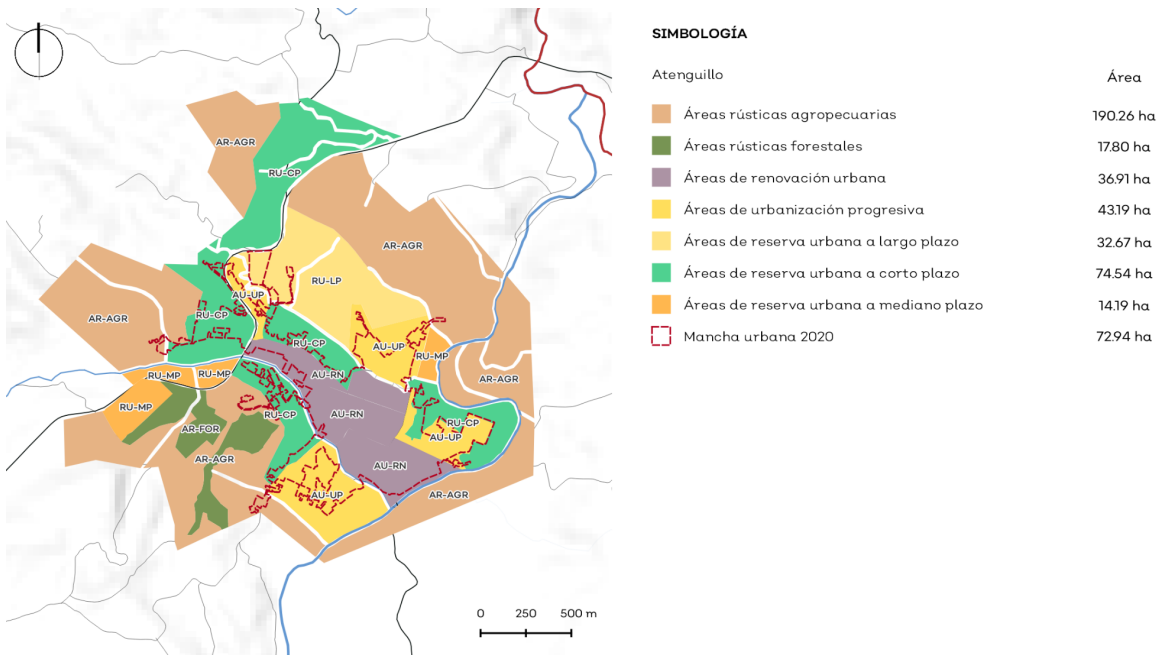 SIMBOLOGÍA
Atenguillo
Área
Áreas rústicas agropecuarias 190.26 ha
Áreas rústicas forestales 17.80 ha
Áreas de renovación urbana 36.91 ha
Áreas de urbanización progresiva 43.19 ha
Áreas de reserva urbana a largo plazo 32.67 ha
Áreas de reserva urbana a corto plazo 74.54 ha
Áreas de reserva urbana a mediano plazo 14.19 ha
Mancha urbana 2020 72.94 ha
AR-AGR
RU-CP
AR-AGR
RU-LP
AU-UP
RU-CP
AR-AGR
RU-CP
AU-UP
RU-MP
RU-MP
RU-MP
AU-RN
AR-AGR
RU-MP
RU-CP
AU-RN
RU-CP
AR-FOR
AU-UP
AR-AGR
AU-RN
AU-UP
AR-AGR
0 250 500 m